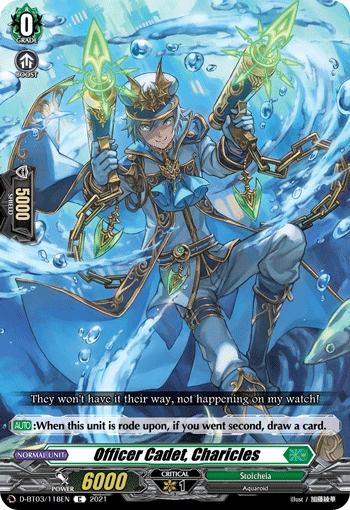 0
GRADE
BOOST
5000
SHIELD
They won't have it their way, not happening on my watch!
AUTO:When this unit is rode upon, if you went second, draw a card.
NORMAL UNIT
Officer Cadet, Charicles
POWER 6000
CRITICAL
1
Stoicheia
Aquaroid
D-BT03/118EN C 2021
illust / 加藤綾華